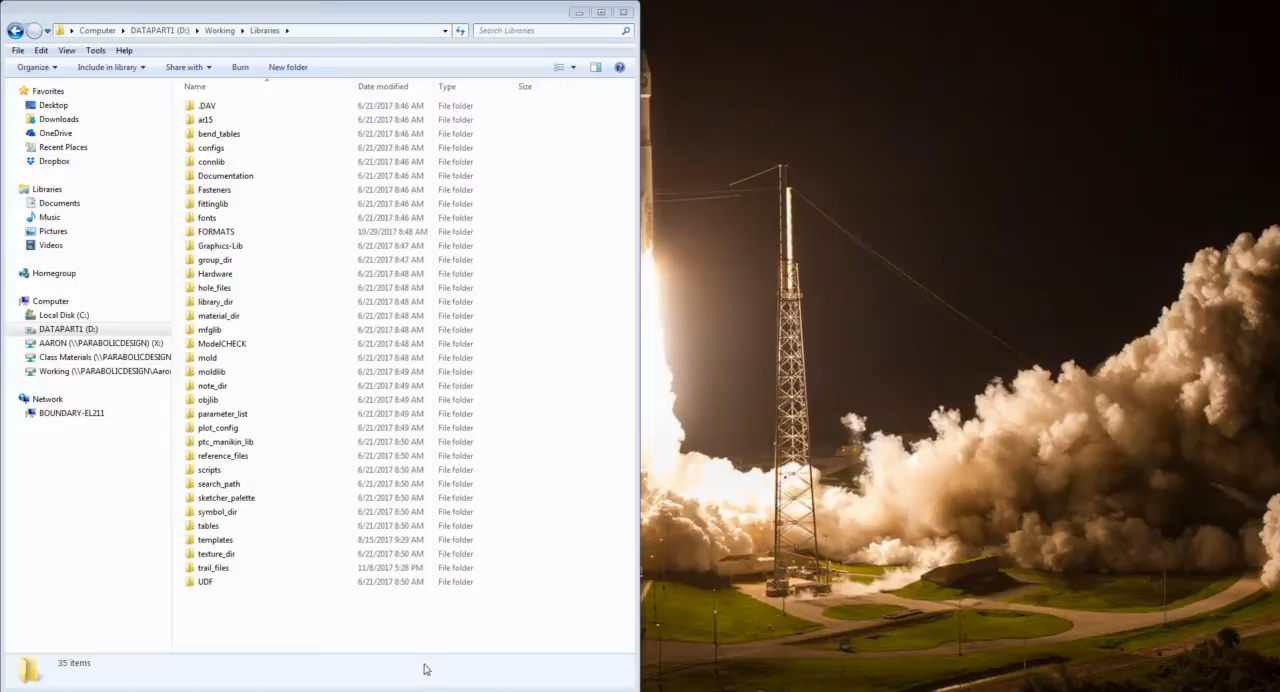 Computer DATAPART1 (D:) Working Libraries Search Libraries
File Edit View Tools Help
Organize Include in library Share with Burn New folder
Name Date modified Type Size
Favorites
Desktop
Downloads
OneDrive
Recent Places
Dropbox
Libraries
Documents
Music
Pictures
Videos
Homegroup
Computer
Local Disk (C:)
DATAPART1 (D:)
AARON (\\PARABOLICDESIGN) (X:)
Class Materials (\\PARABOLICDESIGN
Working (\\PARABOLICDESIGN\Aaron
Network
BOUNDARY-EL211
.DAV 6/21/2017 8:46 AM File folder
ar15 6/21/2017 8:46 AM File folder
bend_tables 6/21/2017 8:46 AM File folder
configs 6/21/2017 8:46 AM File folder
connlib 6/21/2017 8:46 AM File folder
Documentation 6/21/2017 8:46 AM File folder
Fasteners 6/21/2017 8:46 AM File folder
fittinglib 6/21/2017 8:46 AM File folder
fonts 6/21/2017 8:46 AM File folder
FORMATS 10/29/2017 8:48 AM File folder
Graphics-Lib 6/21/2017 8:47 AM File folder
group_dir 6/21/2017 8:47 AM File folder
Hardware 6/21/2017 8:48 AM File folder
hole_files 6/21/2017 8:48 AM File folder
library_dir 6/21/2017 8:48 AM File folder
material_dir 6/21/2017 8:48 AM File folder
mfglib 6/21/2017 8:48 AM File folder
ModelCHECK 6/21/2017 8:48 AM File folder
mold 6/21/2017 8:48 AM File folder
moldlib 6/21/2017 8:49 AM File folder
note_dir 6/21/2017 8:49 AM File folder
objlib 6/21/2017 8:49 AM File folder
parameter_list 6/21/2017 8:49 AM File folder
plot_config 6/21/2017 8:49 AM File folder
ptc_manikin_lib 6/21/2017 8:50 AM File folder
reference_files 6/21/2017 8:50 AM File folder
scripts 6/21/2017 8:50 AM File folder
search_path 6/21/2017 8:50 AM File folder
sketcher_palette 6/21/2017 8:50 AM File folder
symbol_dir 6/21/2017 8:50 AM File folder
tables 6/21/2017 8:50 AM File folder
templates 8/15/2017 9:29 AM File folder
texture_dir 6/21/2017 8:50 AM File folder
trail_files 11/8/2017 5:28 PM File folder
UDF 6/21/2017 8:50 AM File folder
35 items